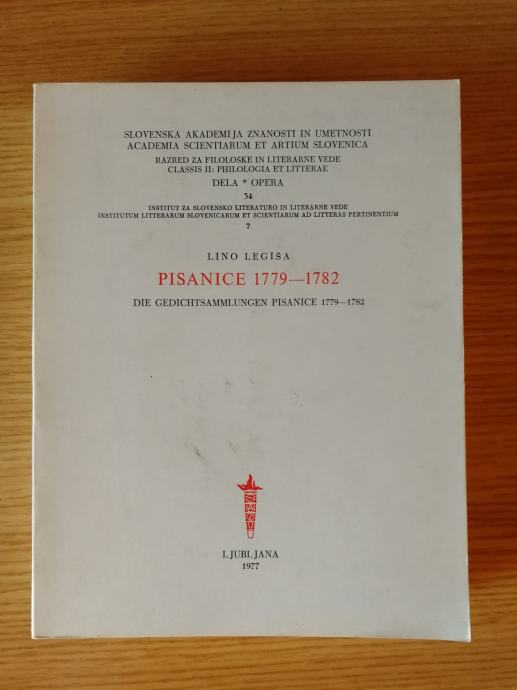 SLOVENSKA AKADEMIJA ZNANOSTI IN UMETNOSTI
ACADEMIA SCIENTIARUM ET ARTIUM SLOVENICA
RAZRED ZA FILOLOŠKE IN LITERARNE VEDE
CLASSIS II: PHILOLOGIA ET LITTERAE
DELA * OPERA
34
INSTITUT ZA SLOVENSKO LITERATURO IN LITERARNE VEDE
INSTITUTUM LITTERARUM SLOVENICARUM ET SCIENTIARUM AD LITTERAS PERTINENTIUM
7
LINO LEGIŠA
PISANICE 1779—1782
DIE GEDICHTSAMMLUNGEN PISANICE 1779—1782
SAZU
LJUBLJANA
1977